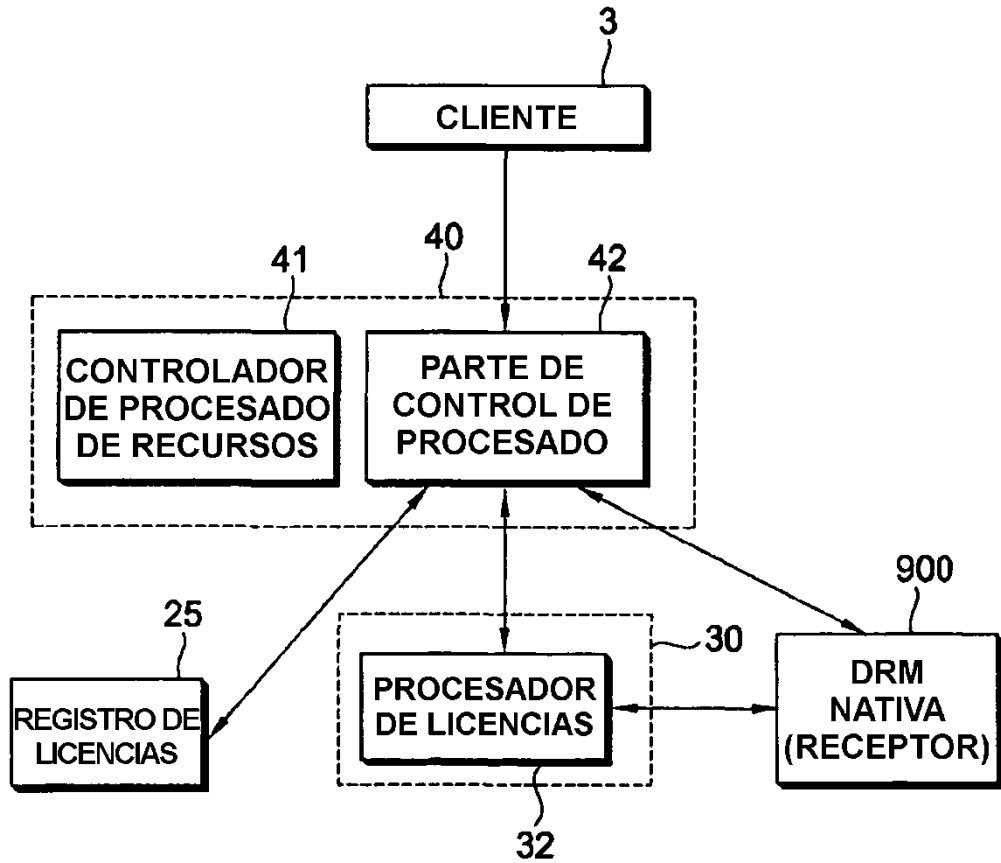 3
CLIENTE
41
40
42
CONTROLADOR
DE PROCESADO
DE RECURSOS
PARTE DE
CONTROL DE
PROCESADO
25
REGISTRO DE
LICENCIAS
30
PROCESADOR
DE LICENCIAS
32
900
DRM
NATIVA
(RECEPTOR)